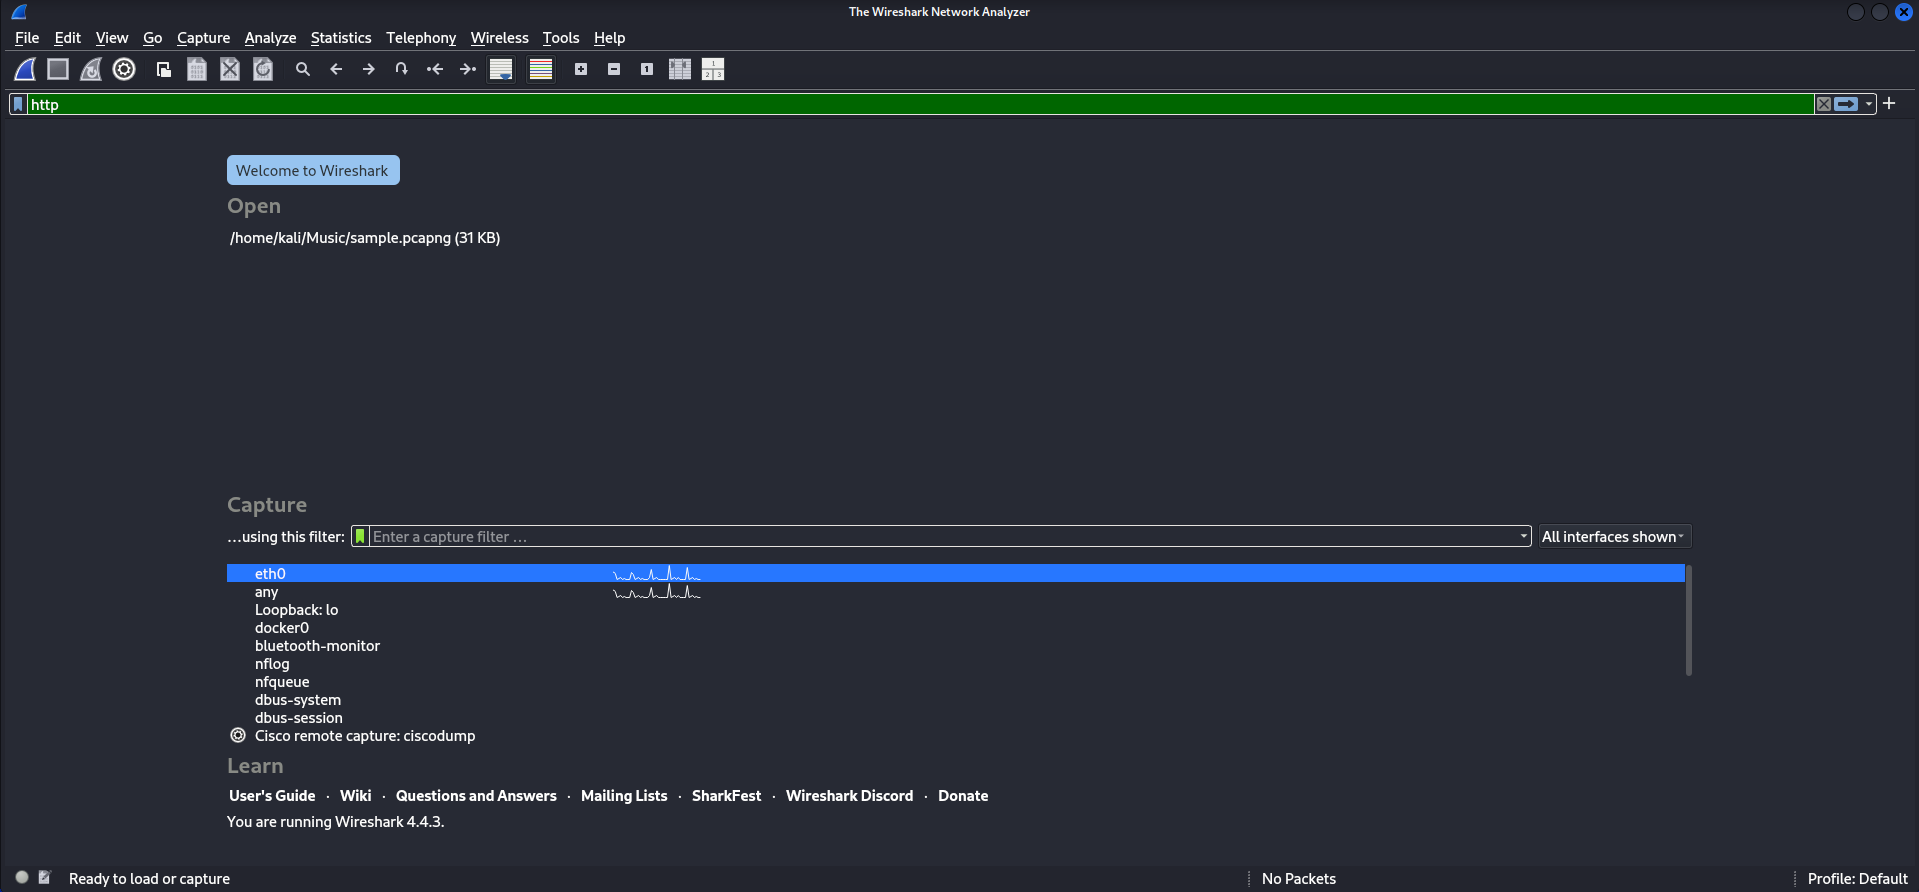 The Wireshark Network Analyzer
File Edit View Go Capture Analyze Statistics Telephony Wireless Tools Help
http
Welcome to Wireshark
Open
/home/kali/Music/sample.pcapng (31 KB)
Capture
…using this filter: Enter a capture filter … All interfaces shown
eth0
any
Loopback: lo
docker0
bluetooth-monitor
nflog
nfqueue
dbus-system
dbus-session
Cisco remote capture: ciscodump
Learn
User's Guide · Wiki · Questions and Answers · Mailing Lists · SharkFest · Wireshark Discord · Donate
You are running Wireshark 4.4.3.
Ready to load or capture No Packets Profile: Default